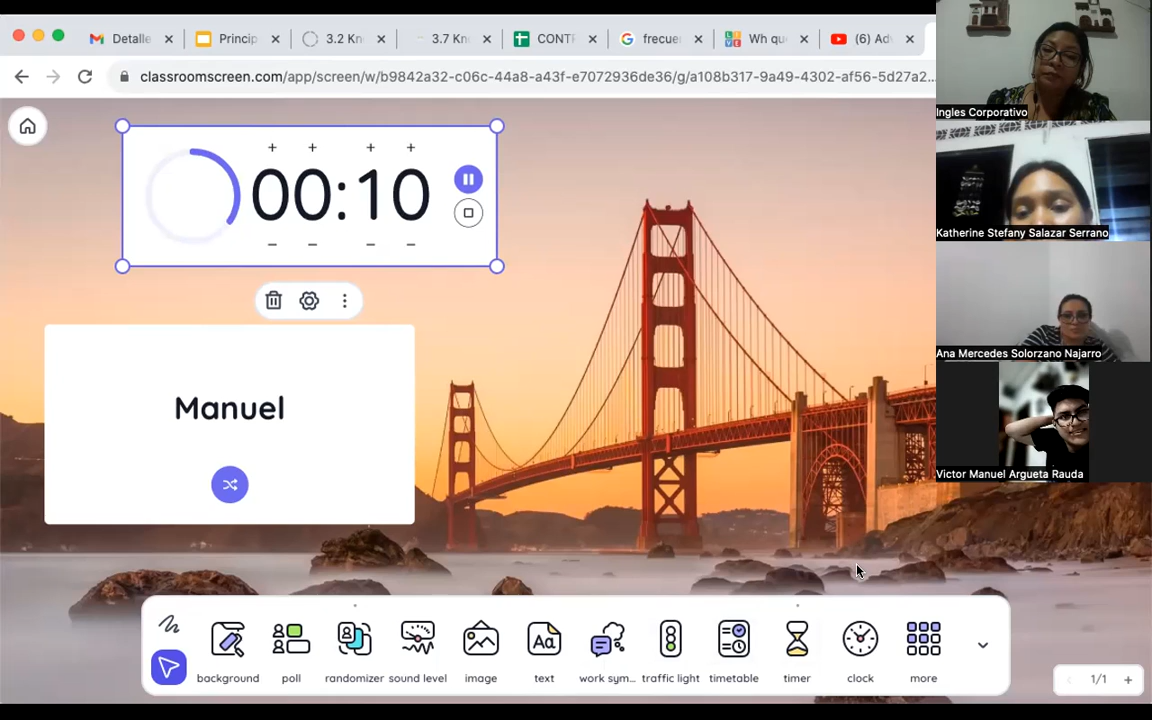 Detalle
Princip
3.2 Kn
3.7 Kn
CONTF
frecue
Wh qu
(6) Adv
classroomscreen.com/app/screen/w/b9842a32-c06c-44a8-a43f-e7072936de36/g/a108b317-9a49-4302-af56-5d27a2...
Ingles Corporativo
+ + + +
00:10
− − − −
Katherine Stefany Salazar Serrano
Ana Mercedes Solorzano Najarro
Manuel
Victor Manuel Argueta Rauda
Aa
background poll randomizer sound level image text work sym... traffic light timetable timer clock more
1/1 +